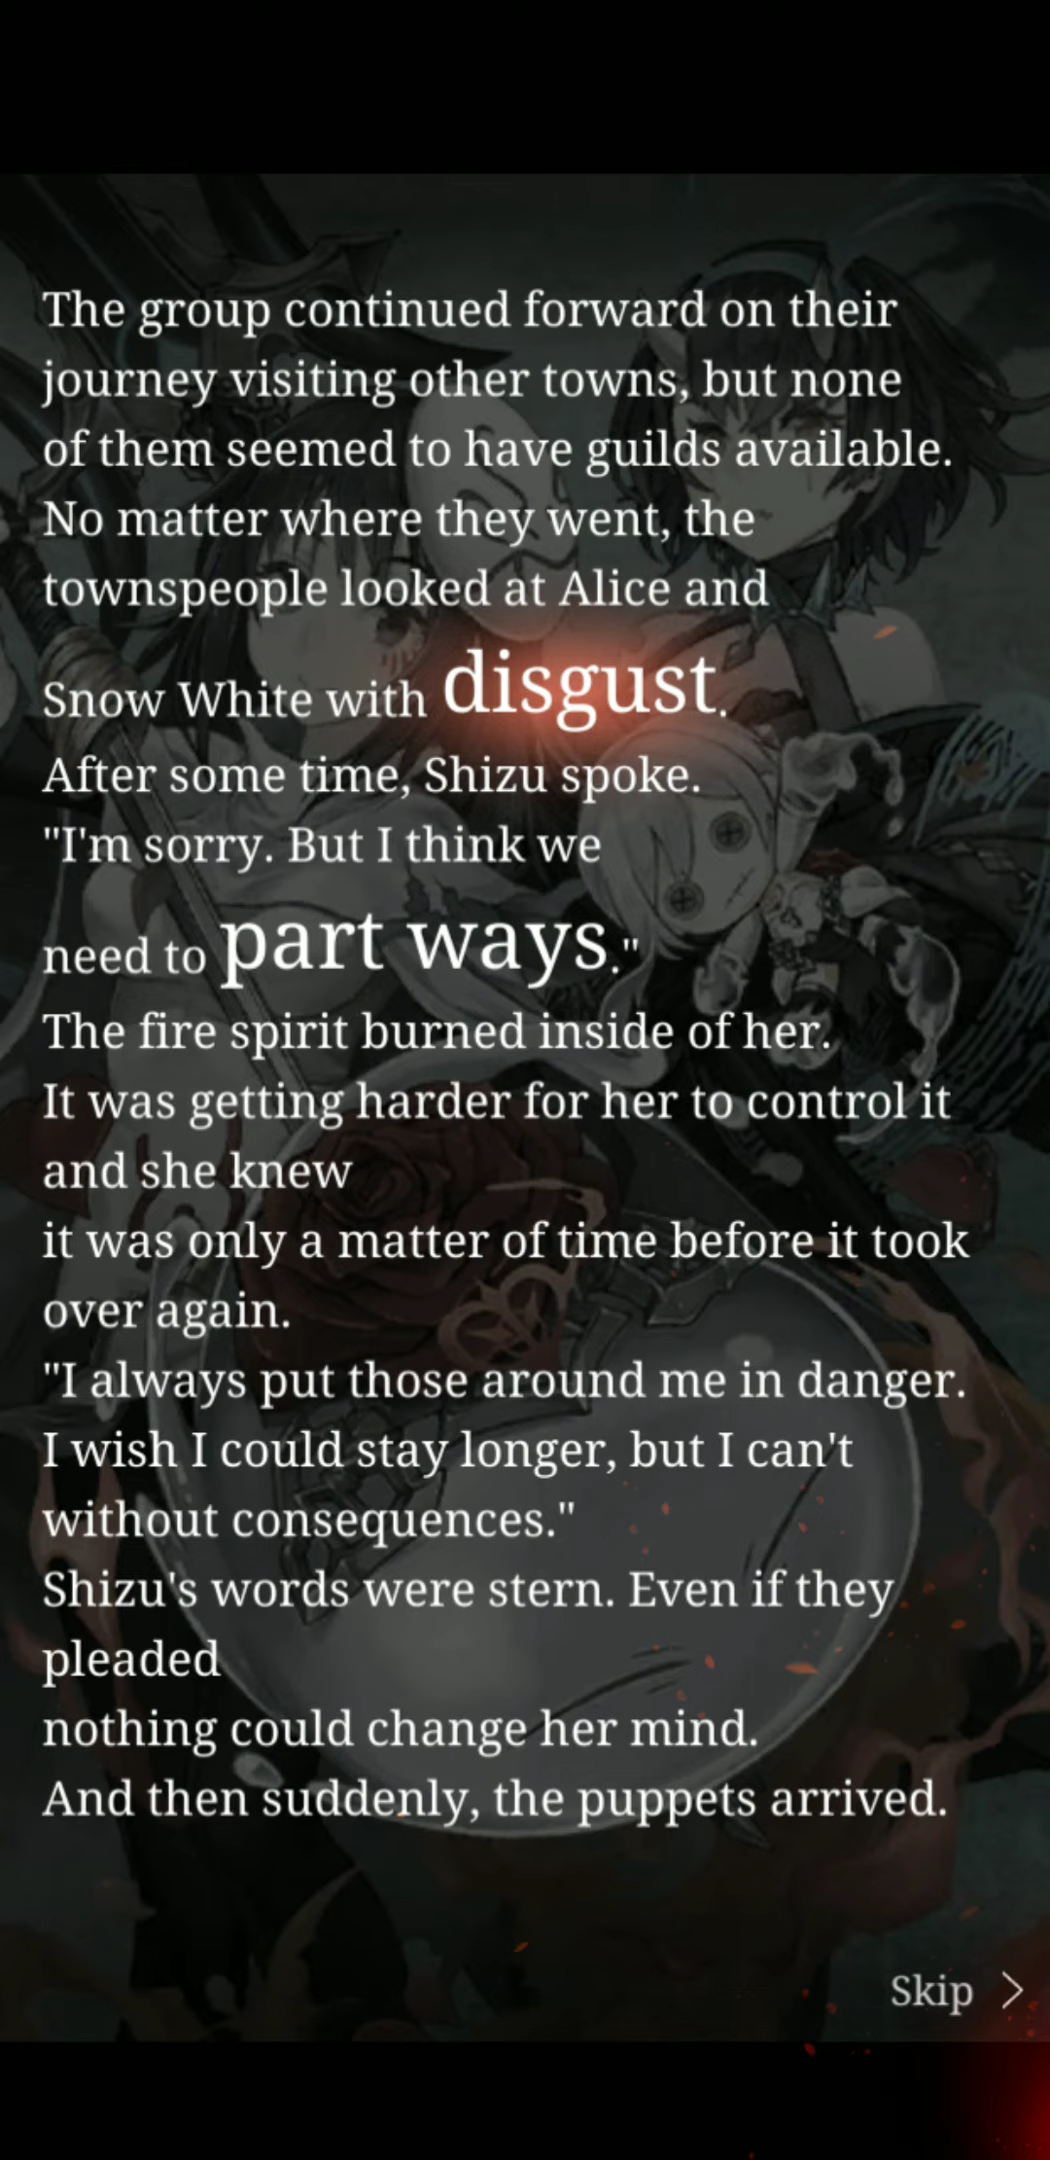 The group continued forward on their
journey visiting other towns, but none
of them seemed to have guilds available.
No matter where they went, the
townspeople looked at Alice and
Snow White with disgust.
After some time, Shizu spoke.
"I'm sorry. But I think we
need to part ways."
The fire spirit burned inside of her.
It was getting harder for her to control it
and she knew
it was only a matter of time before it took
over again.
"I always put those around me in danger.
I wish I could stay longer, but I can't
without consequences."
Shizu's words were stern. Even if they
pleaded
nothing could change her mind.
And then suddenly, the puppets arrived.
Skip >